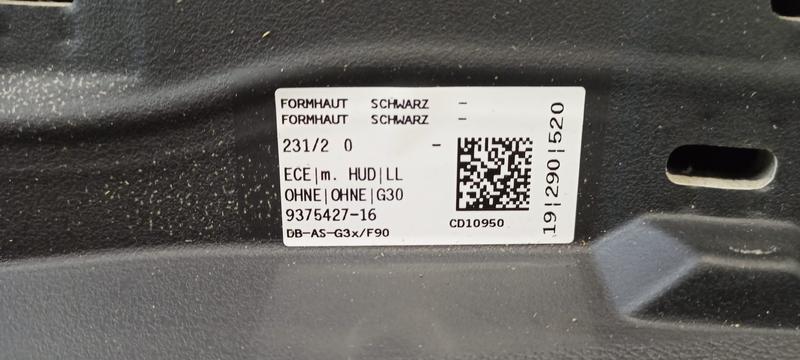 FORMHAUT SCHWARZ -
FORMHAUT SCHWARZ -
231/2 0 -
ECE|m. HUD|LL
OHNE|OHNE|G30
9375427-16
DB-AS-G3x/F90
CD10950
19|290|520